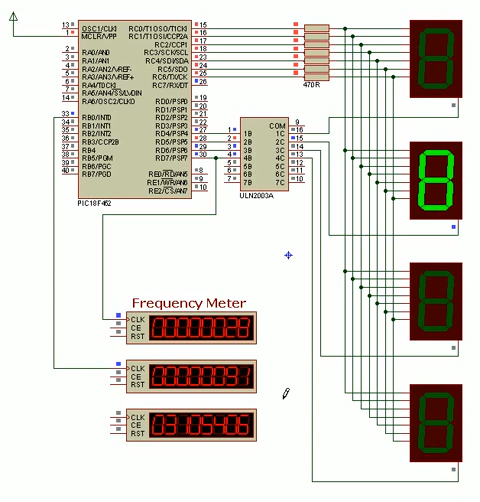 13 OSC1/CLKI RC0/T1OSO/T1CKI 15
1 MCLR/VPP RC1/T1OSI/CCP2A 16
RC2/CCP1 17
2 RA0/AN0 RC3/SCK/SCL 18
3 RA1/AN1 RC4/SDI/SDA 23
4 RA2/AN2/VREF- RC5/SDO 24
5 RA3/AN3/VREF+ RC6/TX/CK 25
6 RA4/T0CKI RC7/RX/DT 26
7 RA5/AN4/SS/LVDIN
14 RA6/OSC2/CLKO RD0/PSP0 19
RD1/PSP1 20
33 RB0/INT0 RD2/PSP2 21
34 RB1/INT1 RD3/PSP3 22
35 RB2/INT2 RD4/PSP4 27
36 RB3/CCP2B RD5/PSP5 28
37 RB4 RD6/PSP6 29
38 RB5/PGM RD7/PSP7 30
39 RB6/PGC
40 RB7/PGD RE0/RD/AN5 8
RE1/WR/AN6 9
RE2/CS/AN7 10
PIC18F452
470R
COM 9
1 1B 1C 16
2 2B 2C 15
3 3B 3C 14
4 4B 4C 13
5 5B 5C 12
6 6B 6C 11
7 7B 7C 10
ULN2003A
Frequency Meter
CLK
CE
RST
CLK
CE
RST
CLK
CE
RST
03105405